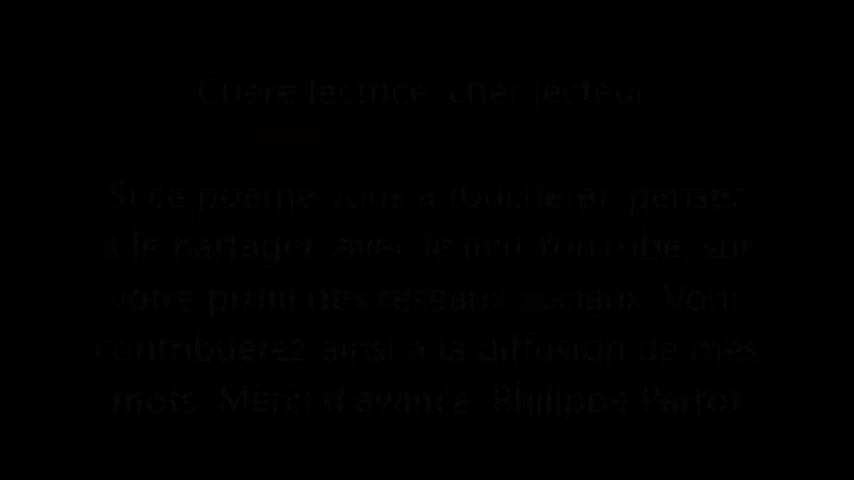 Chère lectrice, cher lecteur
Si ce poème vous a touché(e), pensez
à le partager, avec le lien YouTube, sur
votre profil des réseaux sociaux. Vous
contribuerez ainsi à la diffusion de mes
mots. Merci d'avance. Philippe Parrot